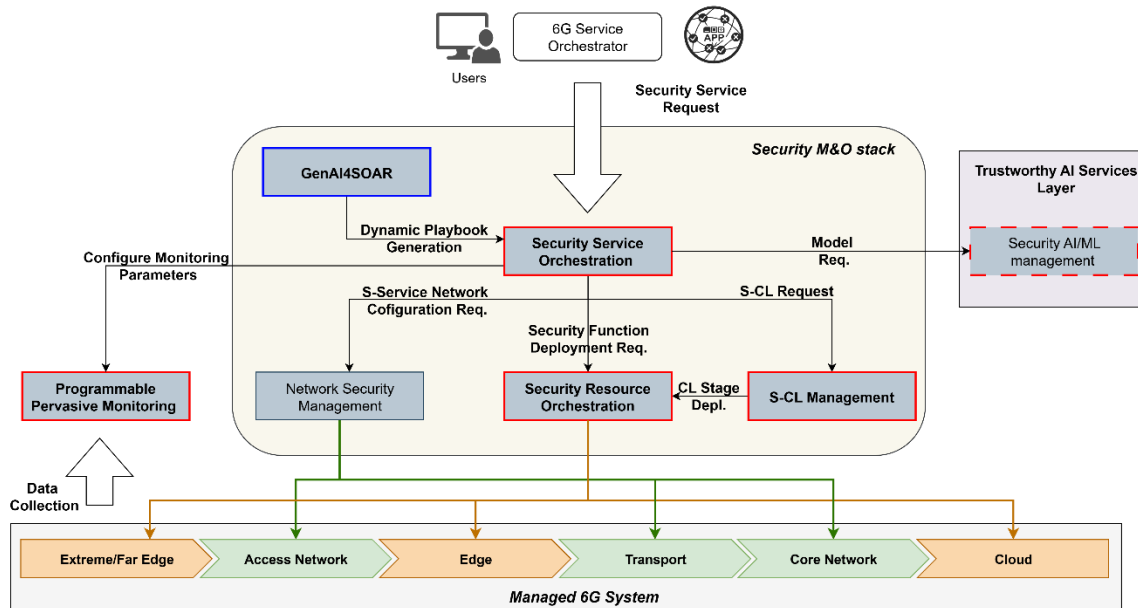 6G Service
Orchestrator
APP
Users
Security Service
Request
Security M&O stack
GenAI4SOAR
Trustworthy AI Services
Layer
Dynamic Playbook
Generation
Security Service
Orchestration
Model
Req.
Security AI/ML
management
Configure Monitoring
Parameters
S-Service Network
Cofiguration Req.
S-CL Request
Security Function
Deployment Req.
Programmable
Pervasive Monitoring
Network Security
Management
Security Resource
Orchestration
CL Stage
Depl.
S-CL Management
Data
Collection
Extreme/Far Edge
Access Network
Edge
Transport
Core Network
Cloud
Managed 6G System